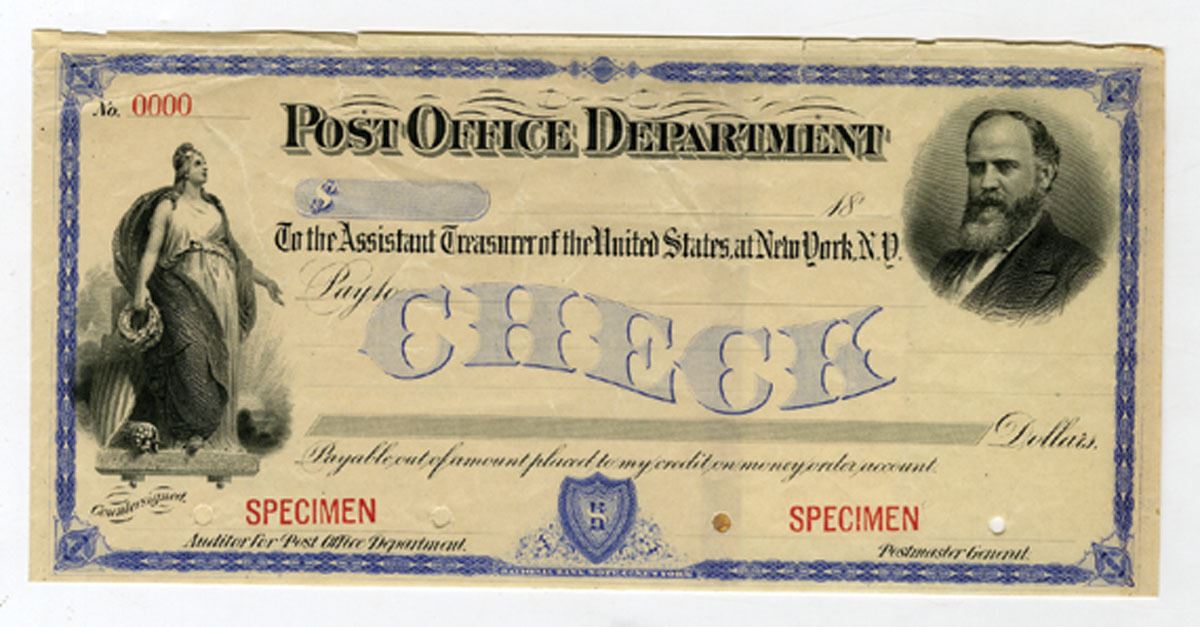 No. 0000
POST OFFICE DEPARTMENT
$
18
To the Assistant Treasurer of the United States, at New York, N.Y.
Pay to
CHECK
Dollars.
Payable out of amount placed to my credit on money order account.
Countersigned,
SPECIMEN
SPECIMEN
Auditor For Post Office Department.
Postmaster General.